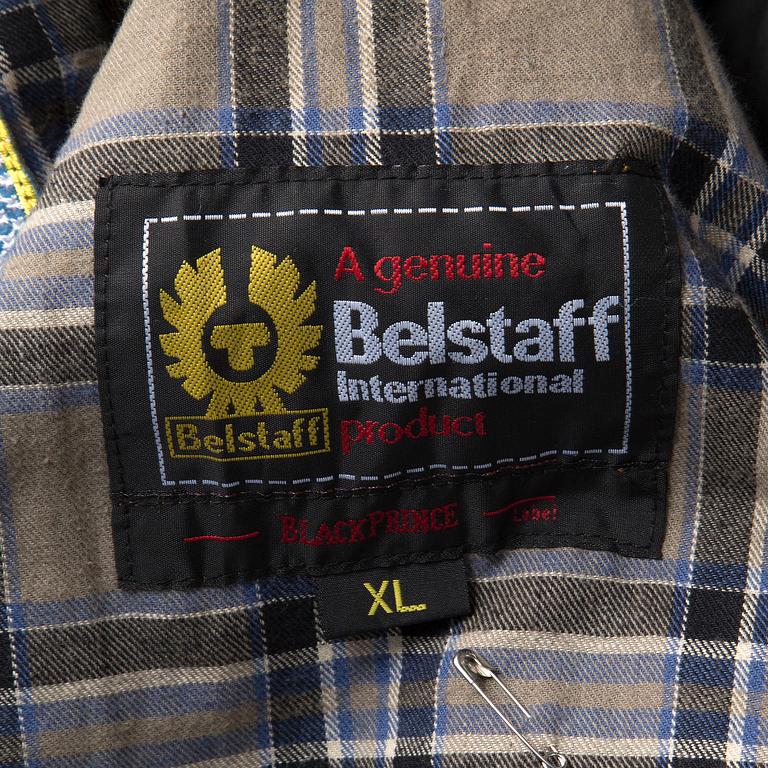 A genuine
Belstaff
International
product
Belstaff
BLACKPRINCE Label
XL